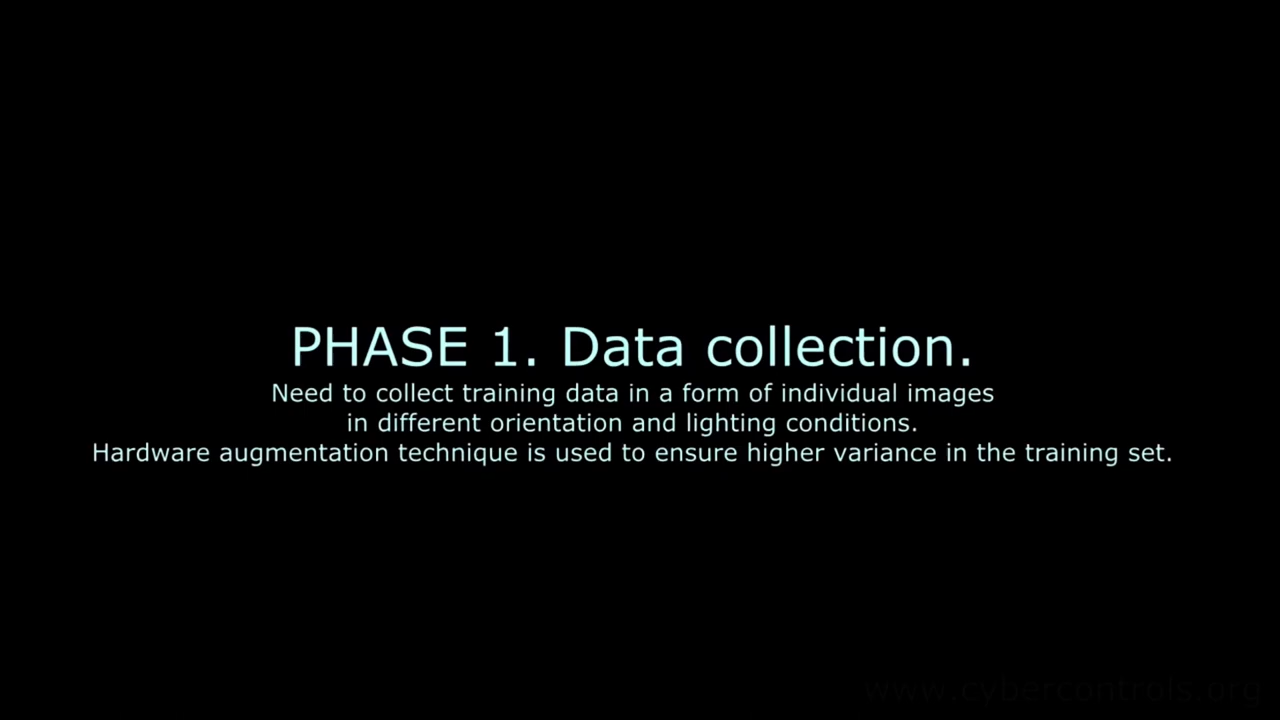 PHASE 1. Data collection.
Need to collect training data in a form of individual images
in different orientation and lighting conditions.
Hardware augmentation technique is used to ensure higher variance in the training set.
www.cybercontrols.org